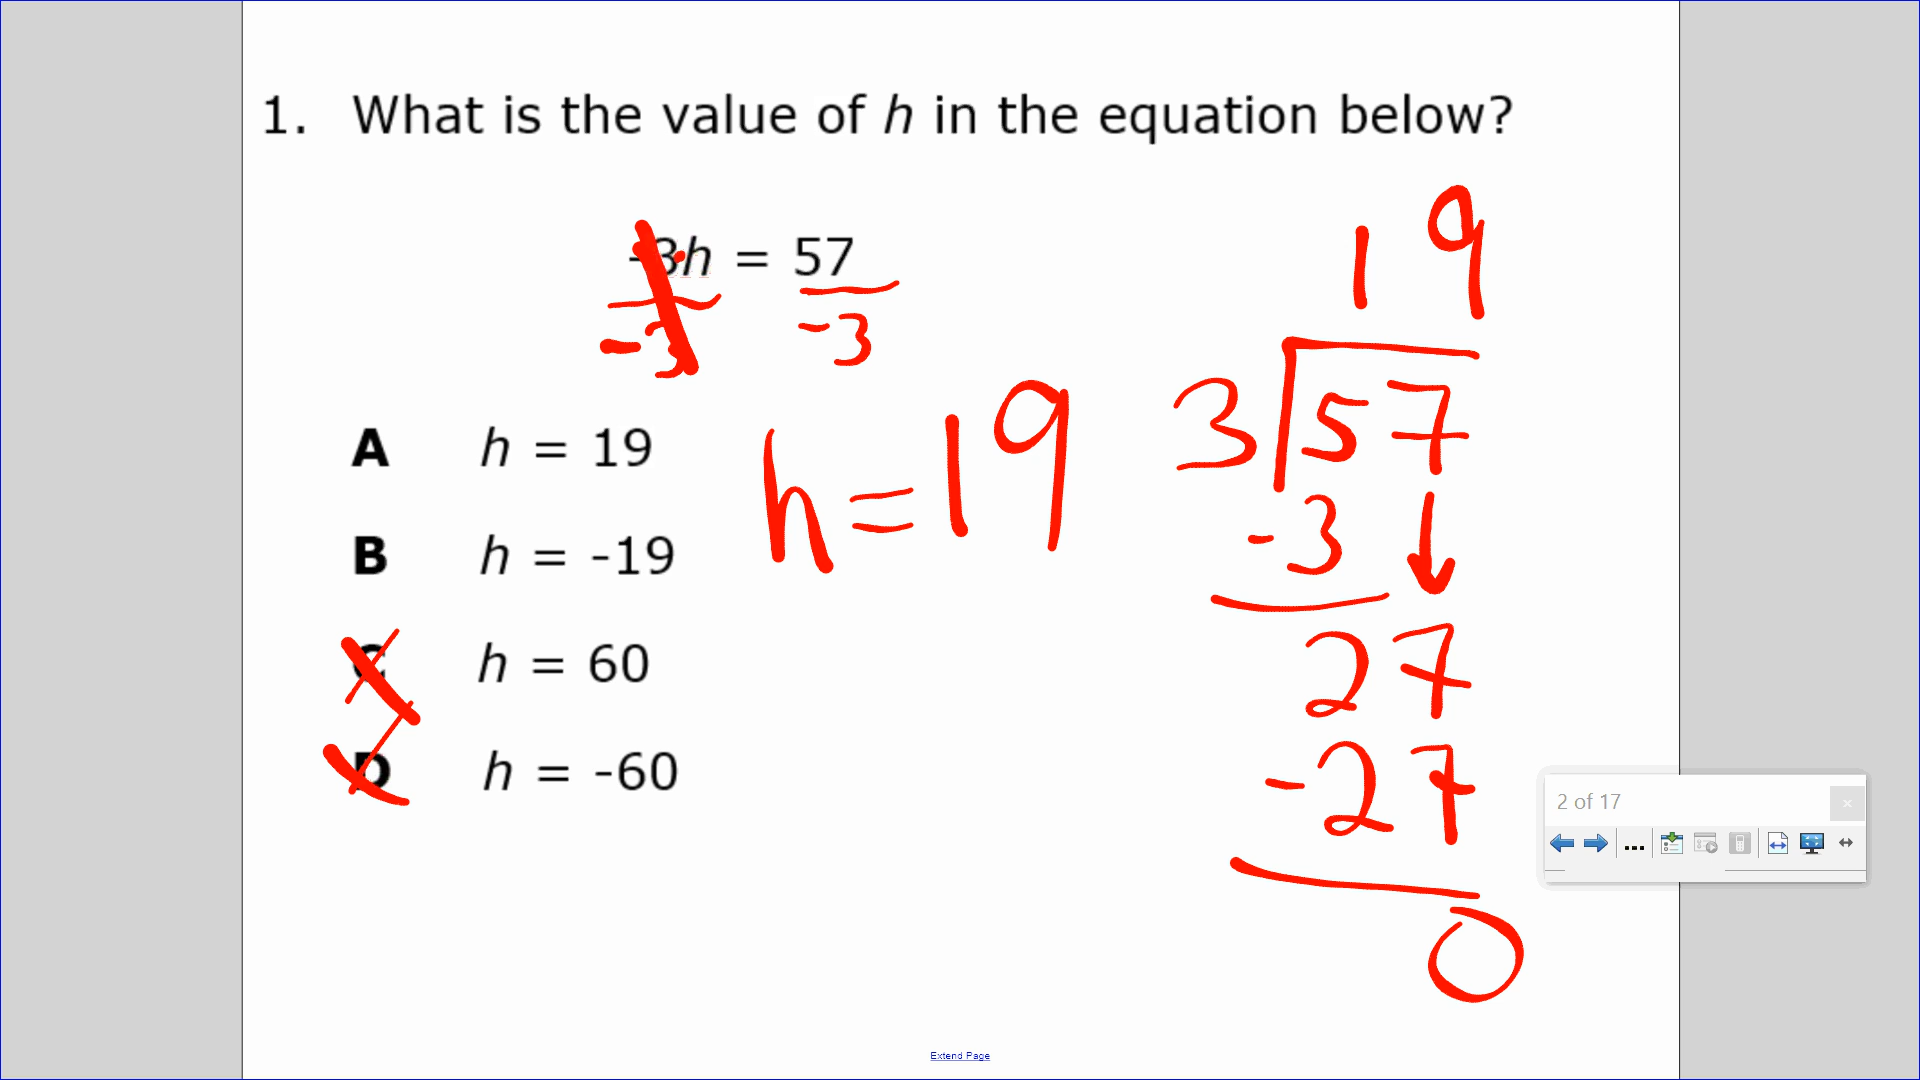 1. What is the value of h in the equation below?
-3h = 57
-3 -3
A h = 19
B h = -19
C h = 60
D h = -60
h = 19
19
3 57
-3
27
-27
0
2 of 17
Extend Page